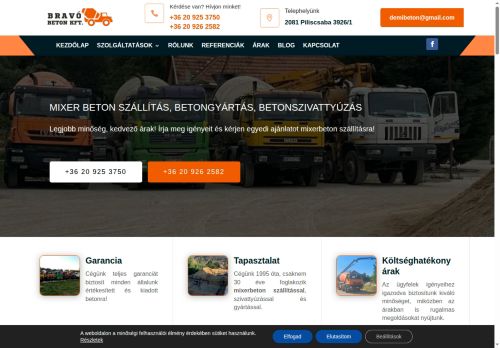 BRAVO
BETON KFT.
Kérdése van? Hívjon minket!
+36 20 925 3750
+36 20 926 2582
Telephelyünk
2081 Piliscsaba 3926/1
demibeton@gmail.com
KEZDŐLAP
SZOLGÁLTATÁSOK
RÓLUNK
REFERENCIÁK
ÁRAK
BLOG
KAPCSOLAT
MIXER BETON SZÁLLÍTÁS, BETONGYÁRTÁS, BETONSZIVATTYÚZÁS
Legjobb minőség, kedvező árak! Írja meg igényeit és kérjen egyedi ajánlatot mixerbeton szállításra!
+36 20 925 3750
+36 20 926 2582
Garancia
Cégünk teljes garanciát
biztosít minden általunk
értékesített és kiadott
betonra!
Tapasztalat
Cégünk 1995 óta, csaknem
30 éve foglakozik
mixerbeton szállítással,
szivattyúzással és
gyártással.
Költséghatékony
árak
Az ügyfelek igényeihez
igazodva biztosítunk kiváló
minőséget, miközben az
árakban is rugalmas
megoldásokat nyújtunk.
A weboldalon a minőségi felhasználói élmény érdekében sütiket használunk.
Részletek
Elfogad
Elutasítom
Beállítások